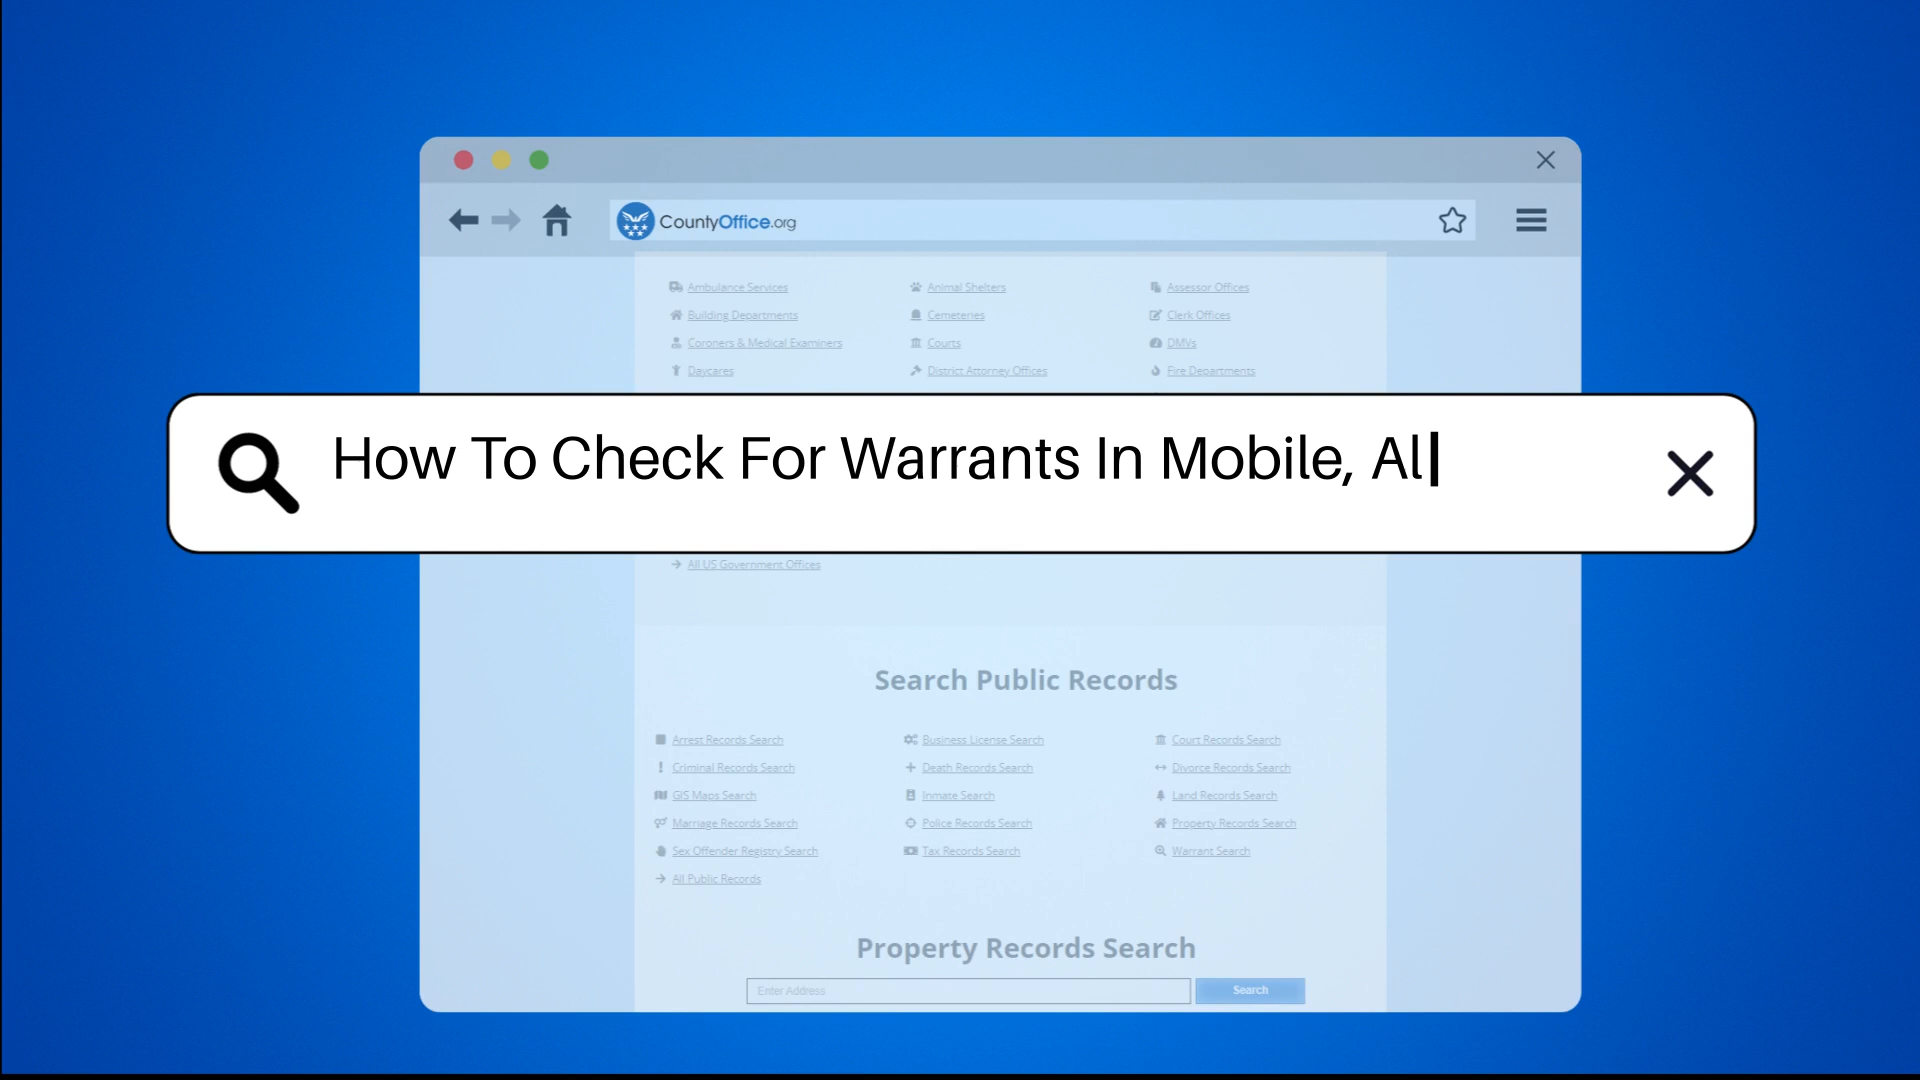 CountyOffice.org
Ambulance Services
Animal Shelters
Assessor Offices
Building Departments
Cemeteries
Clerk Offices
Coroners & Medical Examiners
Courts
DMVs
Daycares
District Attorney Offices
Fire Departments
How To Check For Warrants In Mobile, Al
All US Government Offices
Search Public Records
Arrest Records Search
Business License Search
Court Records Search
Criminal Records Search
Death Records Search
Divorce Records Search
GIS Maps Search
Inmate Search
Land Records Search
Marriage Records Search
Police Records Search
Property Records Search
Sex Offender Registry Search
Tax Records Search
Warrant Search
All Public Records
Property Records Search
Enter Address
Search